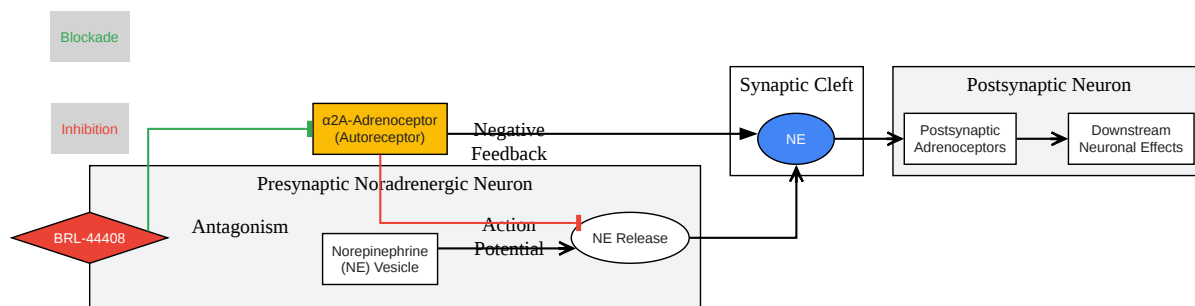 Blockade
Inhibition
Synaptic Cleft
Postsynaptic Neuron
α2A-Adrenoceptor
(Autoreceptor)
Negative
Feedback
NE
Postsynaptic
Adrenoceptors
Downstream
Neuronal Effects
Presynaptic Noradrenergic Neuron
BRL-44408
Antagonism
Norepinephrine
(NE) Vesicle
Action
Potential
NE Release